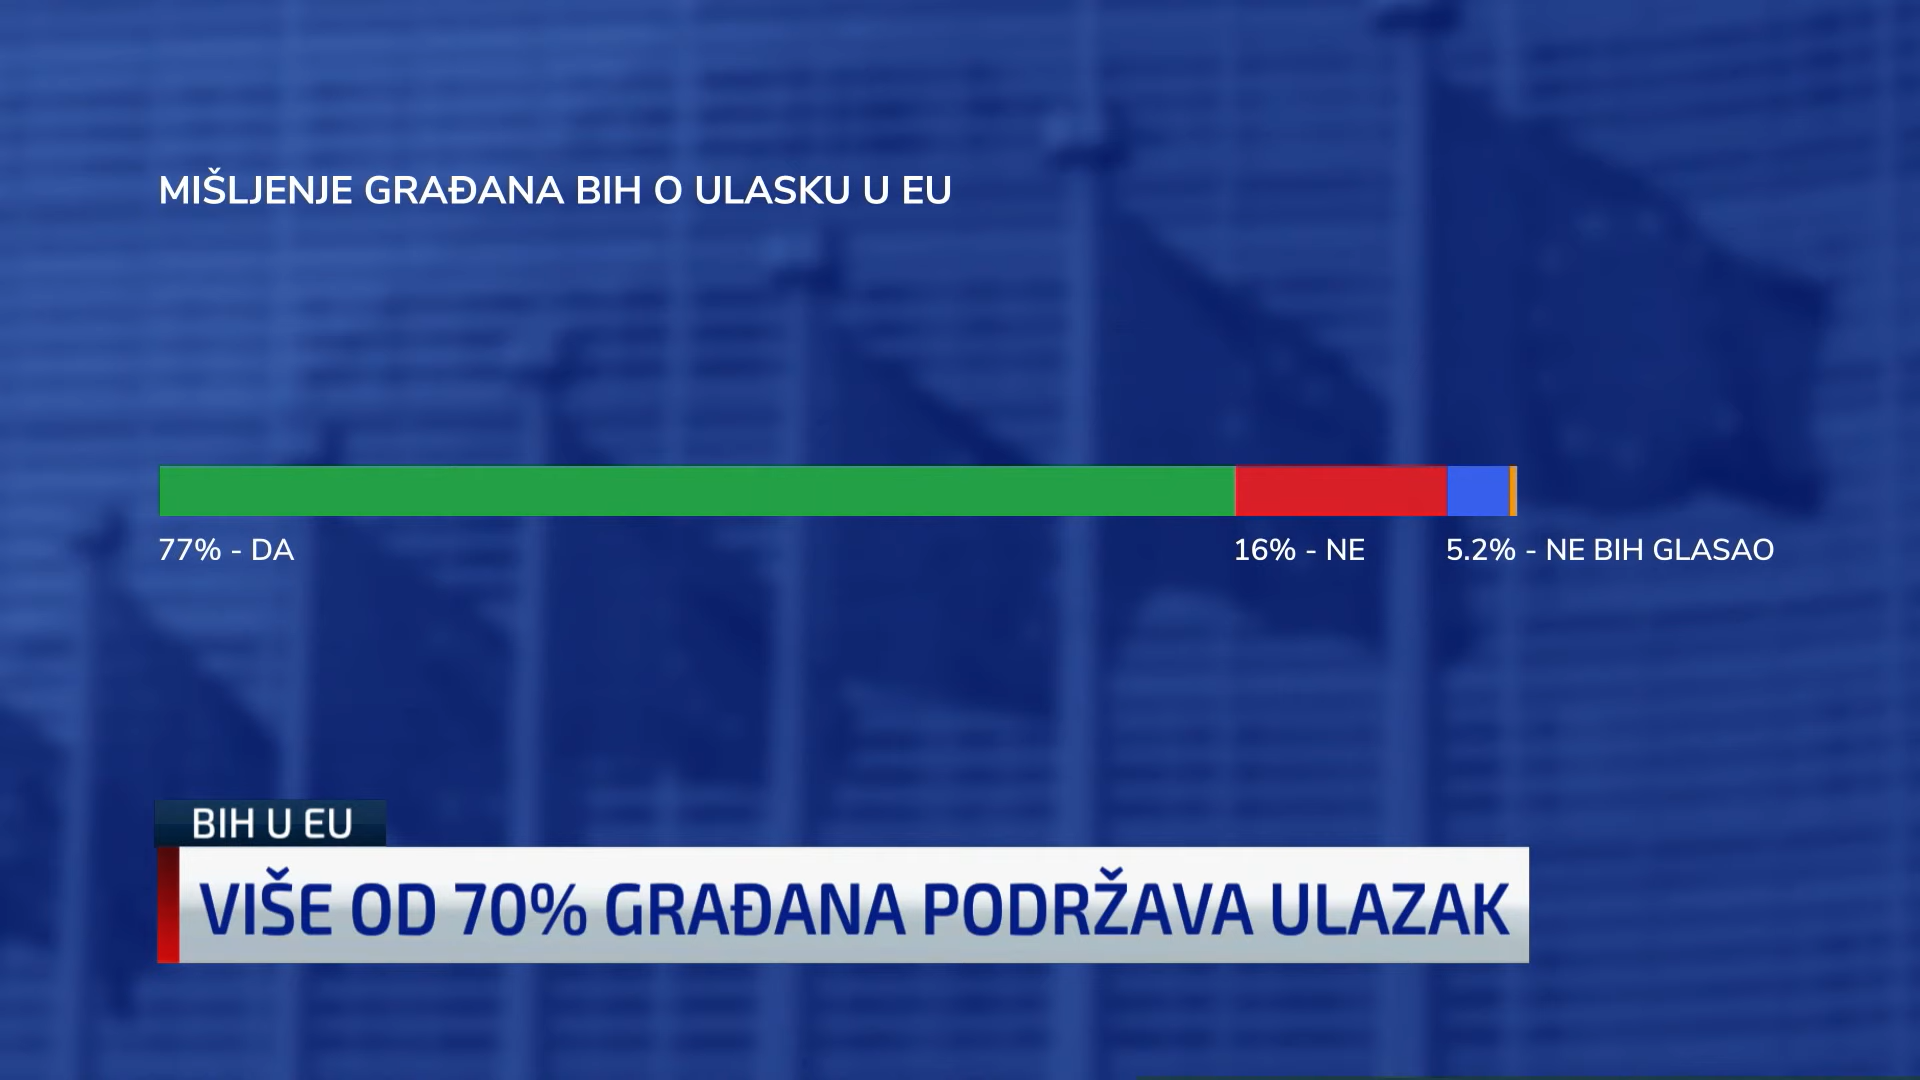 MIŠLJENJE GRAĐANA BIH O ULASKU U EU
77% - DA
16% - NE
5.2% - NE BIH GLASAO
BIH U EU
VIŠE OD 70% GRAĐANA PODRŽAVA ULAZAK